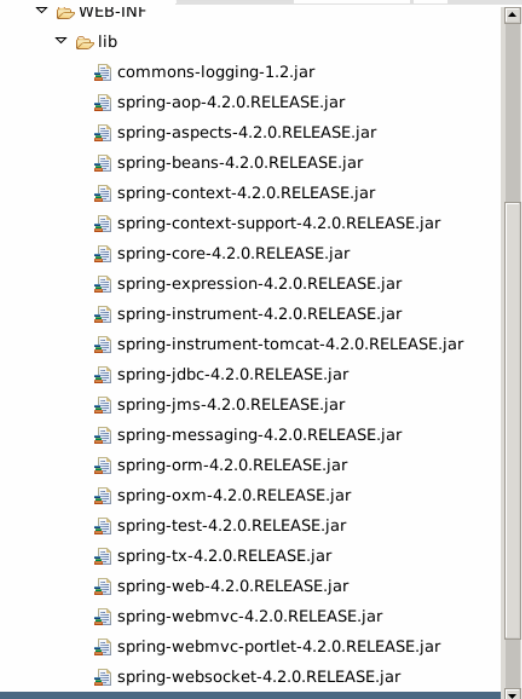 WEB-INF
lib
commons-logging-1.2.jar
spring-aop-4.2.0.RELEASE.jar
spring-aspects-4.2.0.RELEASE.jar
spring-beans-4.2.0.RELEASE.jar
spring-context-4.2.0.RELEASE.jar
spring-context-support-4.2.0.RELEASE.jar
spring-core-4.2.0.RELEASE.jar
spring-expression-4.2.0.RELEASE.jar
spring-instrument-4.2.0.RELEASE.jar
spring-instrument-tomcat-4.2.0.RELEASE.jar
spring-jdbc-4.2.0.RELEASE.jar
spring-jms-4.2.0.RELEASE.jar
spring-messaging-4.2.0.RELEASE.jar
spring-orm-4.2.0.RELEASE.jar
spring-oxm-4.2.0.RELEASE.jar
spring-test-4.2.0.RELEASE.jar
spring-tx-4.2.0.RELEASE.jar
spring-web-4.2.0.RELEASE.jar
spring-webmvc-4.2.0.RELEASE.jar
spring-webmvc-portlet-4.2.0.RELEASE.jar
spring-websocket-4.2.0.RELEASE.jar